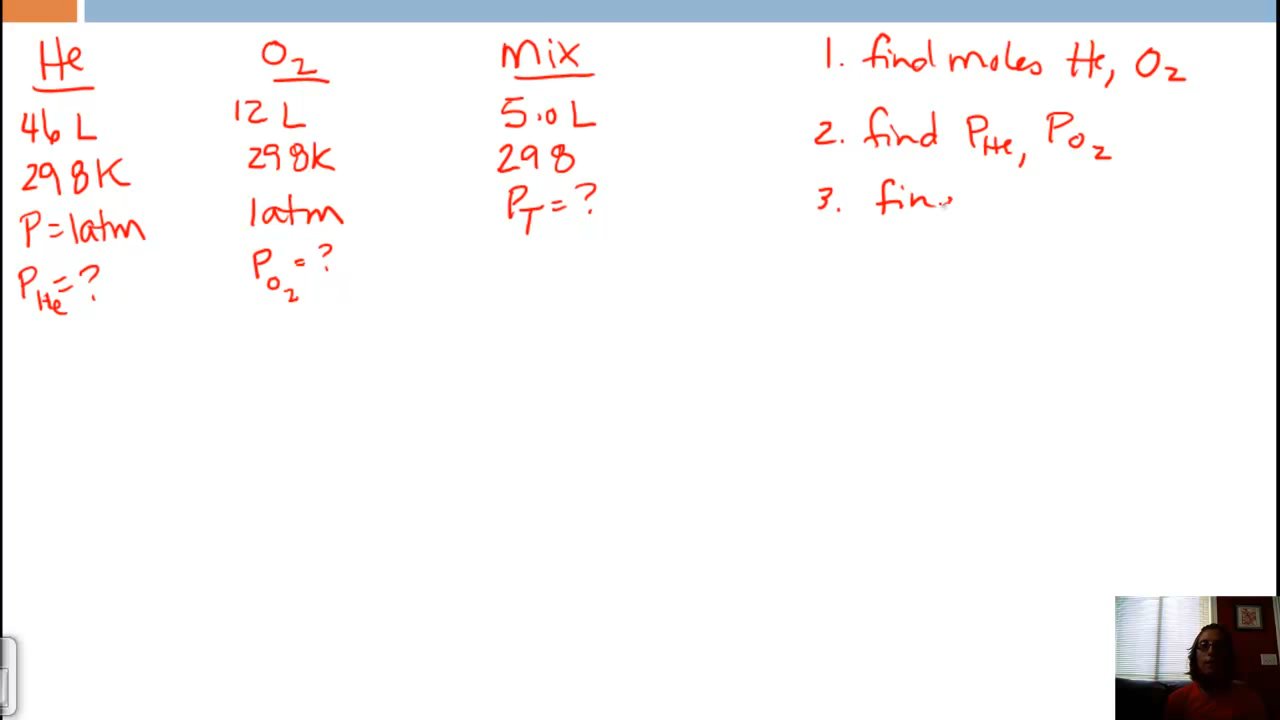 He
46 L
298K
P=1atm
P_He=?
O₂
12 L
298K
1atm
P_O₂=?
Mix
5.0 L
298
P_T=?
1. find moles He, O₂
2. find P_He, P_O₂
3. fin